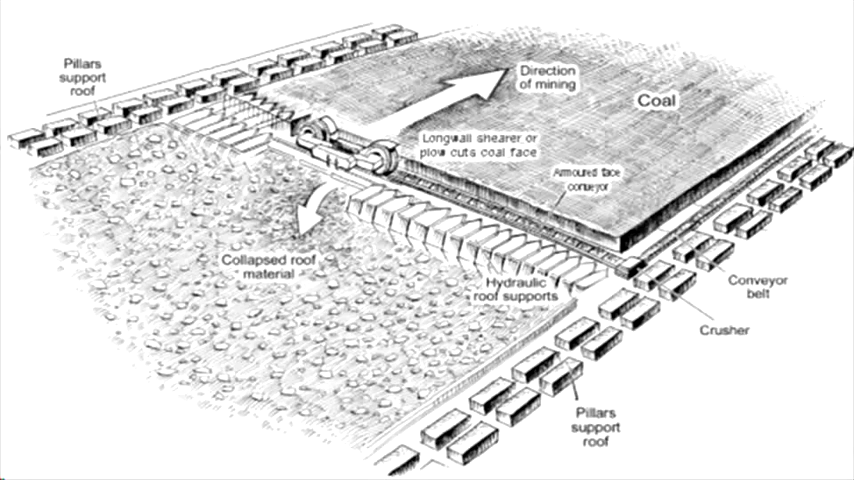 Pillars
support
roof
Direction
of mining
Coal
Longwall shearer or
plow cuts coal face
Armoured face
conveyor
Collapsed roof
material
Hydraulic
roof supports
Conveyor
belt
Crusher
Pillars
support
roof